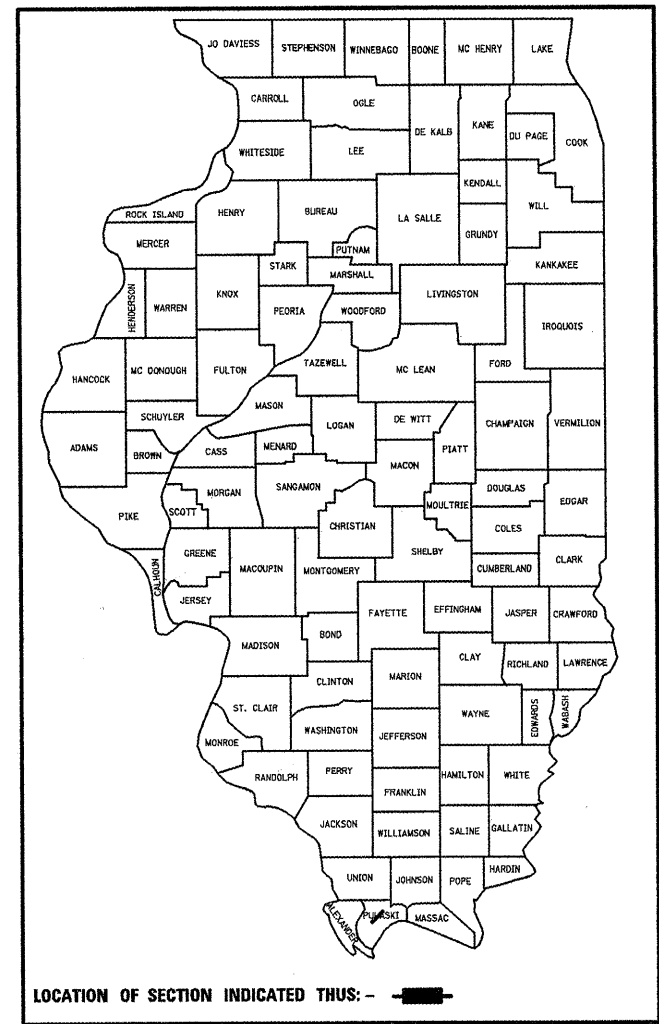 JO DAVIESS STEPHENSON WINNEBAGO BOONE MC HENRY LAKE
CARROLL OGLE DE KALB KANE DU PAGE COOK
WHITESIDE LEE KENDALL WILL
ROCK ISLAND HENRY BUREAU LA SALLE GRUNDY
MERCER PUTNAM KANKAKEE
HENDERSON WARREN KNOX STARK MARSHALL LIVINGSTON
PEORIA WOODFORD IROQUOIS
HANCOCK MC DONOUGH FULTON TAZEWELL MC LEAN FORD
SCHUYLER MASON LOGAN DE WITT CHAMPAIGN VERMILION
ADAMS BROWN CASS MENARD MACON PIATT
PIKE SCOTT MORGAN SANGAMON MOULTRIE DOUGLAS EDGAR
CHRISTIAN COLES
CALHOUN GREENE MACOUPIN MONTGOMERY SHELBY CUMBERLAND CLARK
JERSEY FAYETTE EFFINGHAM JASPER CRAWFORD
MADISON BOND CLAY RICHLAND LAWRENCE
CLINTON MARION
ST. CLAIR WASHINGTON WAYNE EDWARDS WABASH
MONROE JEFFERSON
RANDOLPH PERRY FRANKLIN HAMILTON WHITE
JACKSON WILLIAMSON SALINE GALLATIN
UNION JOHNSON POPE HARDIN
ALEXANDER PULASKI MASSAC
LOCATION OF SECTION INDICATED THUS: -